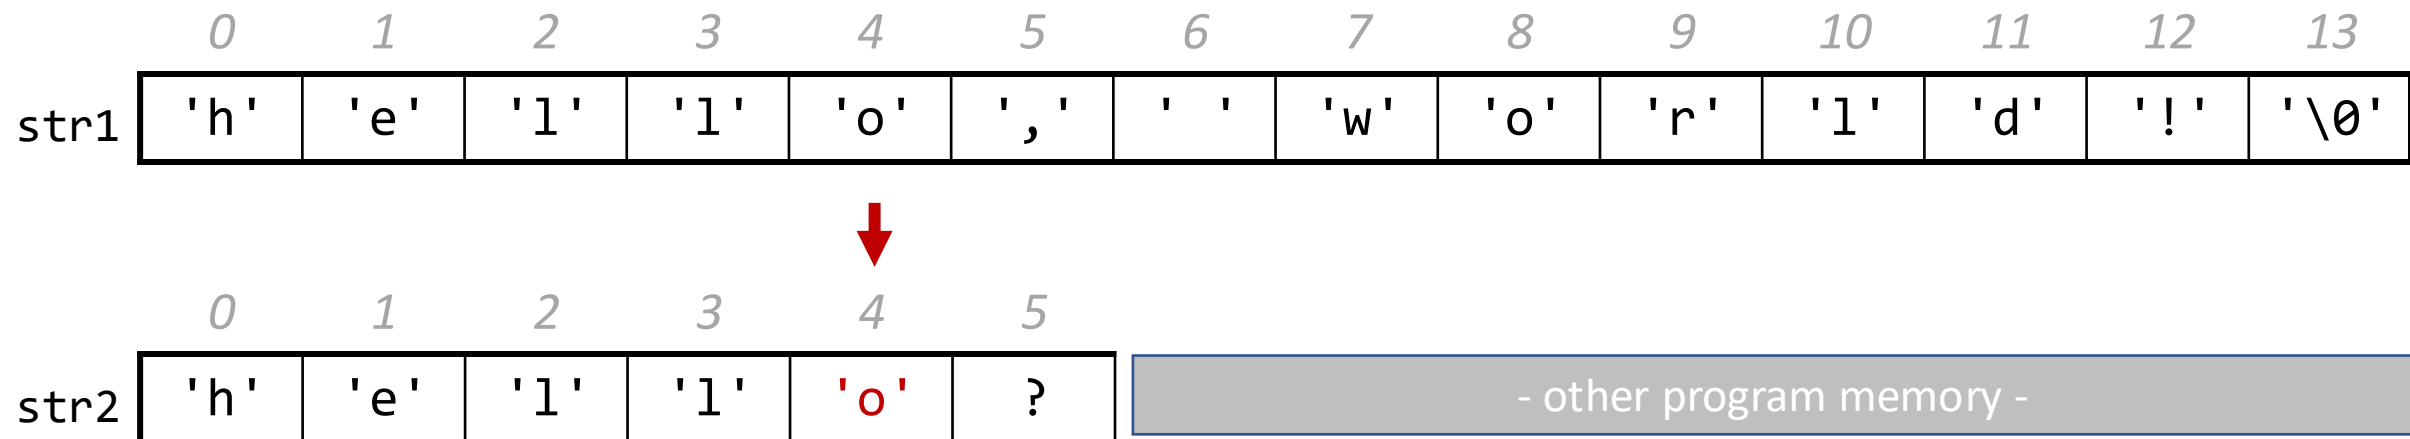 0 1 2 3 4 5 6 7 8 9 10 11 12 13
str1 'h' 'e' 'l' 'l' 'o' ',' ' ' 'w' 'o' 'r' 'l' 'd' '!' '\0'
0 1 2 3 4 5
str2 'h' 'e' 'l' 'l' 'o' ? - other program memory -